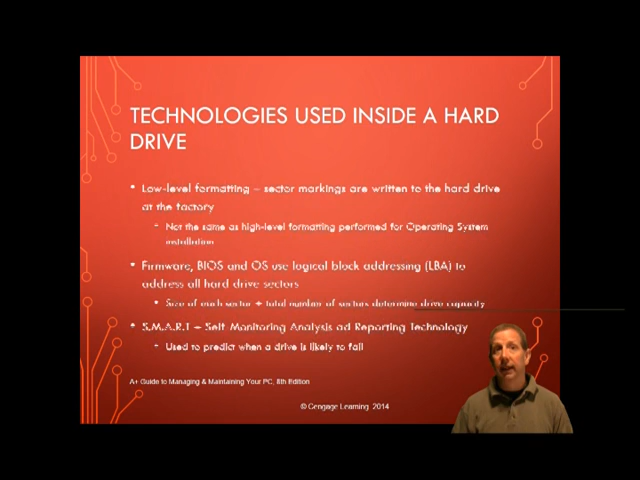 TECHNOLOGIES USED INSIDE A HARD
DRIVE
• Low-level formatting – sector markings are written to the hard drive
at the factory
• Not the same as high-level formatting performed for Operating System
installation
• Firmware, BIOS and OS use logical block addressing (LBA) to
address all hard drive sectors
• Size of each sector + total number of sectors determine drive capacity
• S.M.A.R.T – Self Monitoring Analysis ad Reporting Technology
• Used to predict when a drive is likely to fail
A+ Guide to Managing & Maintaining Your PC, 8th Edition
© Cengage Learning 2014